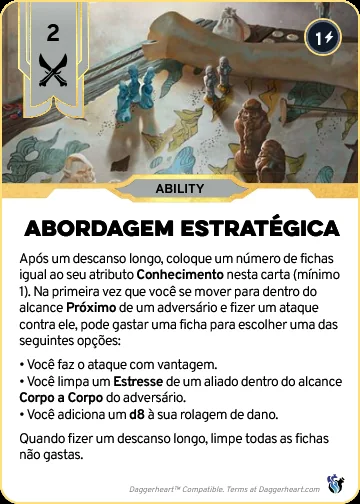 2
1
ABILITY
ABORDAGEM ESTRATÉGICA
Após um descanso longo, coloque um número de fichas
igual ao seu atributo Conhecimento nesta carta (mínimo
1). Na primeira vez que você se mover para dentro do
alcance Próximo de um adversário e fizer um ataque
contra ele, pode gastar uma ficha para escolher uma das
seguintes opções:
• Você faz o ataque com vantagem.
• Você limpa um Estresse de um aliado dentro do alcance
Corpo a Corpo do adversário.
• Você adiciona um d8 à sua rolagem de dano.
Quando fizer um descanso longo, limpe todas as fichas
não gastas.
Daggerheart™ Compatible. Terms at Daggerheart.com